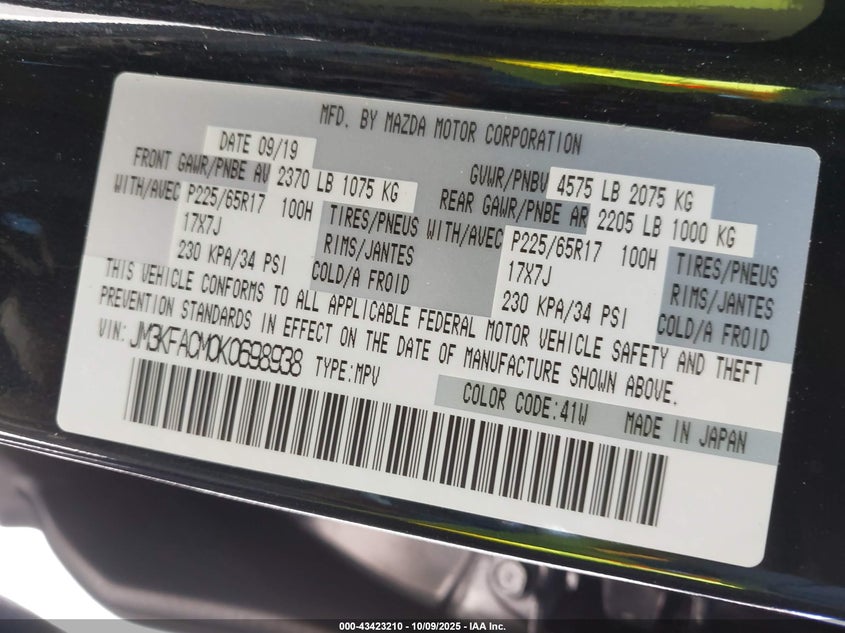 MFD. BY MAZDA MOTOR CORPORATION
DATE 09/19
GVWR/PNBV 4575 LB 2075 KG
FRONT GAWR/PNBE AV 2370 LB 1075 KG
REAR GAWR/PNBE AR 2205 LB 1000 KG
WITH/AVEC P225/65R17 100H TIRES/PNEUS
17X7J RIMS/JANTES
230 KPA/34 PSI COLD/A FROID
WITH/AVEC P225/65R17 100H TIRES/PNEUS
17X7J RIMS/JANTES
230 KPA/34 PSI COLD/A FROID
THIS VEHICLE CONFORMS TO ALL APPLICABLE FEDERAL MOTOR VEHICLE SAFETY AND THEFT
PREVENTION STANDARDS IN EFFECT ON THE DATE OF MANUFACTURE SHOWN ABOVE.
VIN: JM3KFACM0K0698938 TYPE:MPV
COLOR CODE:41W MADE IN JAPAN
000-43423210 - 10/09/2025 - IAA Inc.